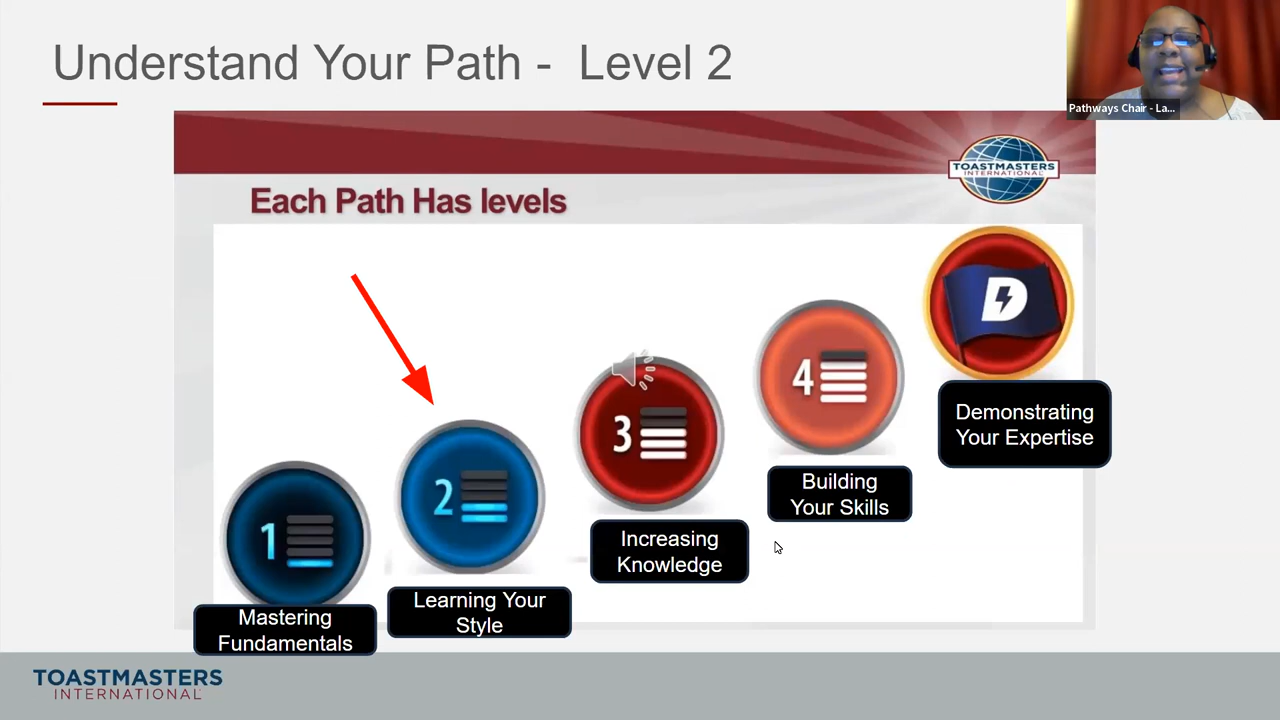 Understand Your Path -  Level 2
Pathways Chair - La...
TOASTMASTERS
INTERNATIONAL
Each Path Has levels
D
4
3
2
1
Demonstrating
Your Expertise
Building
Your Skills
Increasing
Knowledge
Learning Your
Style
Mastering
Fundamentals
TOASTMASTERS
INTERNATIONAL